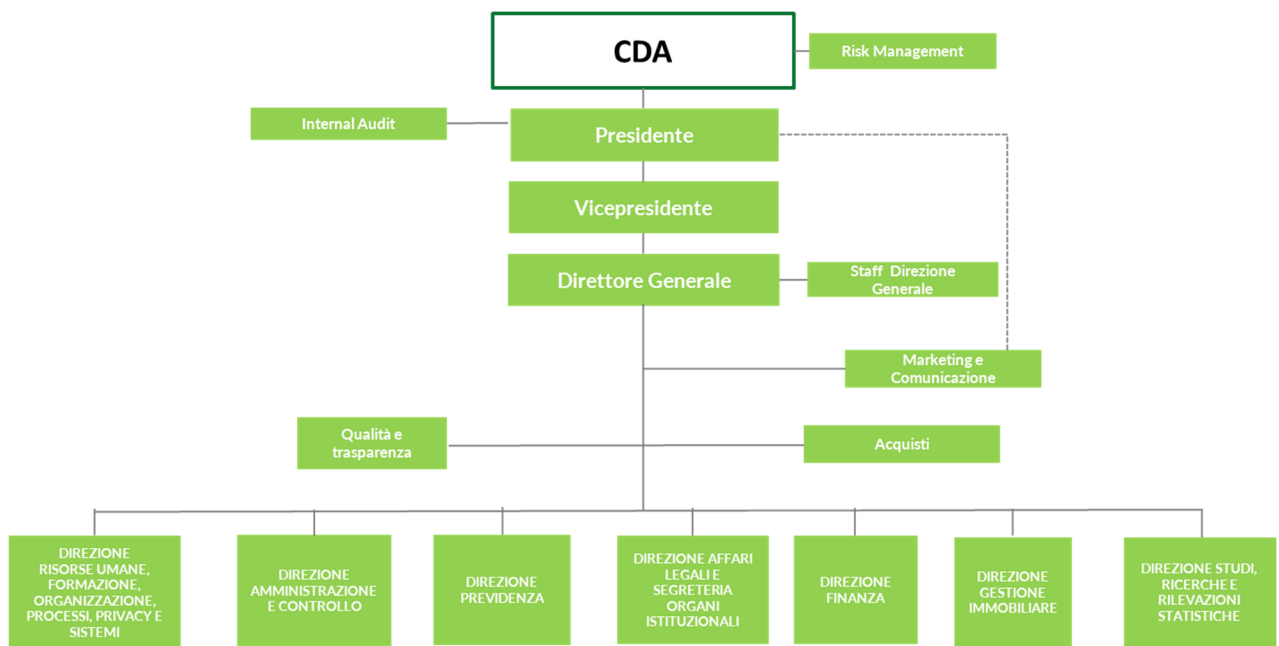 CDA
Risk Management
Internal Audit
Presidente
Vicepresidente
Direttore Generale
Staff Direzione
Generale
Marketing e
Comunicazione
Qualità e
trasparenza
Acquisti
DIREZIONE
RISORSE UMANE,
FORMAZIONE,
ORGANIZZAZIONE,
PROCESSI, PRIVACY E
SISTEMI
DIREZIONE
AMMINISTRAZIONE
E CONTROLLO
DIREZIONE
PREVIDENZA
DIREZIONE AFFARI
LEGALI E
SEGRETERIA
ORGANI
ISTITUZIONALI
DIREZIONE
FINANZA
DIREZIONE
GESTIONE
IMMOBILIARE
DIREZIONE STUDI,
RICERCHE E
RILEVAZIONI
STATISTICHE